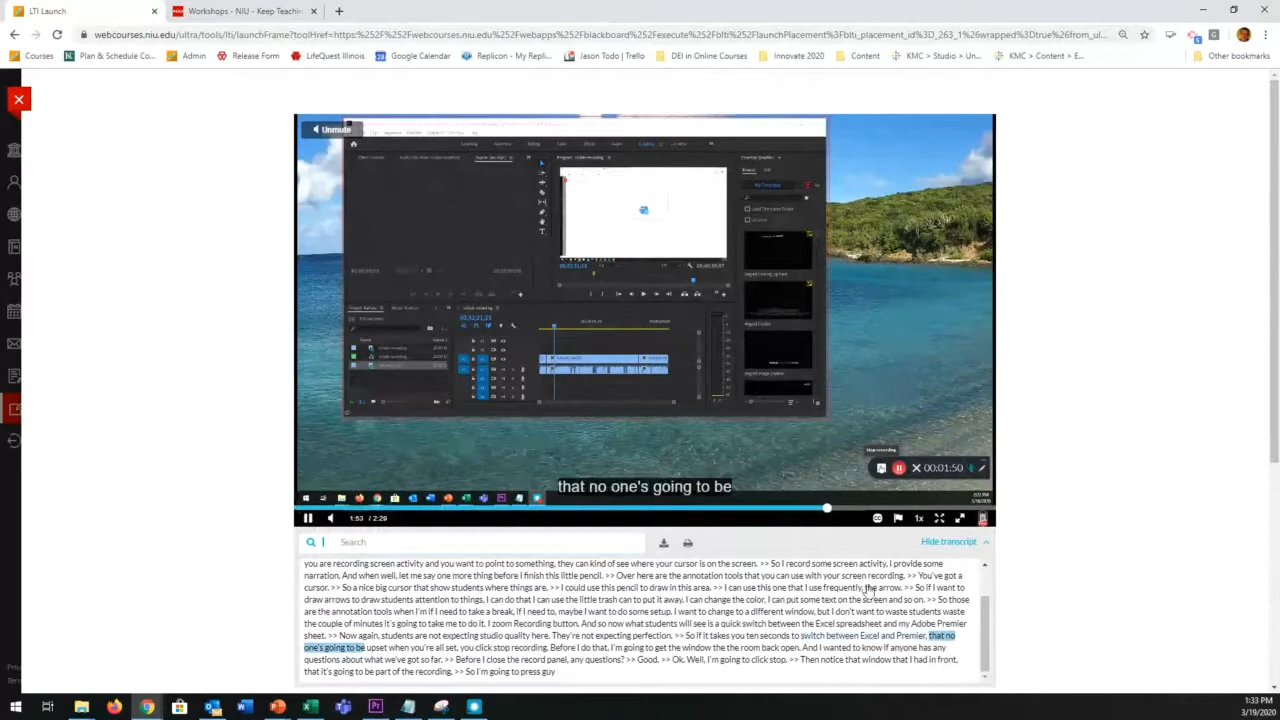 LTI Launch
Workshops - NIU - Keep Teachin
webcourses.niu.edu/ultra/tools/lti/launchFrame?toolHref=https:%252F%252Fwebcourses.niu.edu%252Fwebapps%252Fblackboard%252Fexecute%252Fblti%252FlaunchPlacement%3Fblti_placement_id%3D_263_1%26wrapped%3Dtrue%26from_ul...
Courses
Plan & Schedule Co...
Admin
Release Form
LifeQuest Illinois
Google Calendar
Replicon - My Repli...
Jason Todd | Trello
DEI in Online Courses
Innovate 2020
Content
KMC > Studio > Un...
KMC > Content > E...
Other bookmarks
Unmute
Stop recording
00:01:50
that no one's going to be
1:53 / 2:29
1x
Search
Hide transcript
you are recording screen activity and you want to point to something, they can kind of see where your cursor is on the screen. >> So I record some screen activity, I provide some
narration. And when well, let me say one more thing before I finish this little pencil. >> Over here are the annotation tools that you can use with your screen recording. >> You've got a
cursor. >> So a nice big cursor that show students where things are. >> I could use this pencil to draw in this area. >> I can use this one that I use frequently, the arrow. >> So if I want to
draw arrows to draw students attention to things, I can do that I can use the little trash can to put it away. I can change the color, I can put some text on the screen and so on. >> So those
are the annotation tools when I'm if I need to take a break, if I need to, maybe I want to do some setup. I want to change to a different window, but I don't want to waste students waste
the couple of minutes it's going to take me to do it. I zoom Recording button. And so now what students will see is a quick switch between the Excel spreadsheet and my Adobe Premier
sheet. >> Now again, students are not expecting studio quality here. They're not expecting perfection. >> So if it takes you ten seconds to switch between Excel and Premier, that no
one's going to be upset when you're all set, you click stop recording. Before I do that, I'm going to get the window the the room back open. And I wanted to know if anyone has any
questions about what we've got so far. >> Before I close the record panel, any questions? >> Good. >> Ok. Well, I'm going to click stop. >> Then notice that window that I had in front,
that it's going to be part of the recording, >> So I'm going to press guy
Priva
Term
1:33 PM
3/19/2020